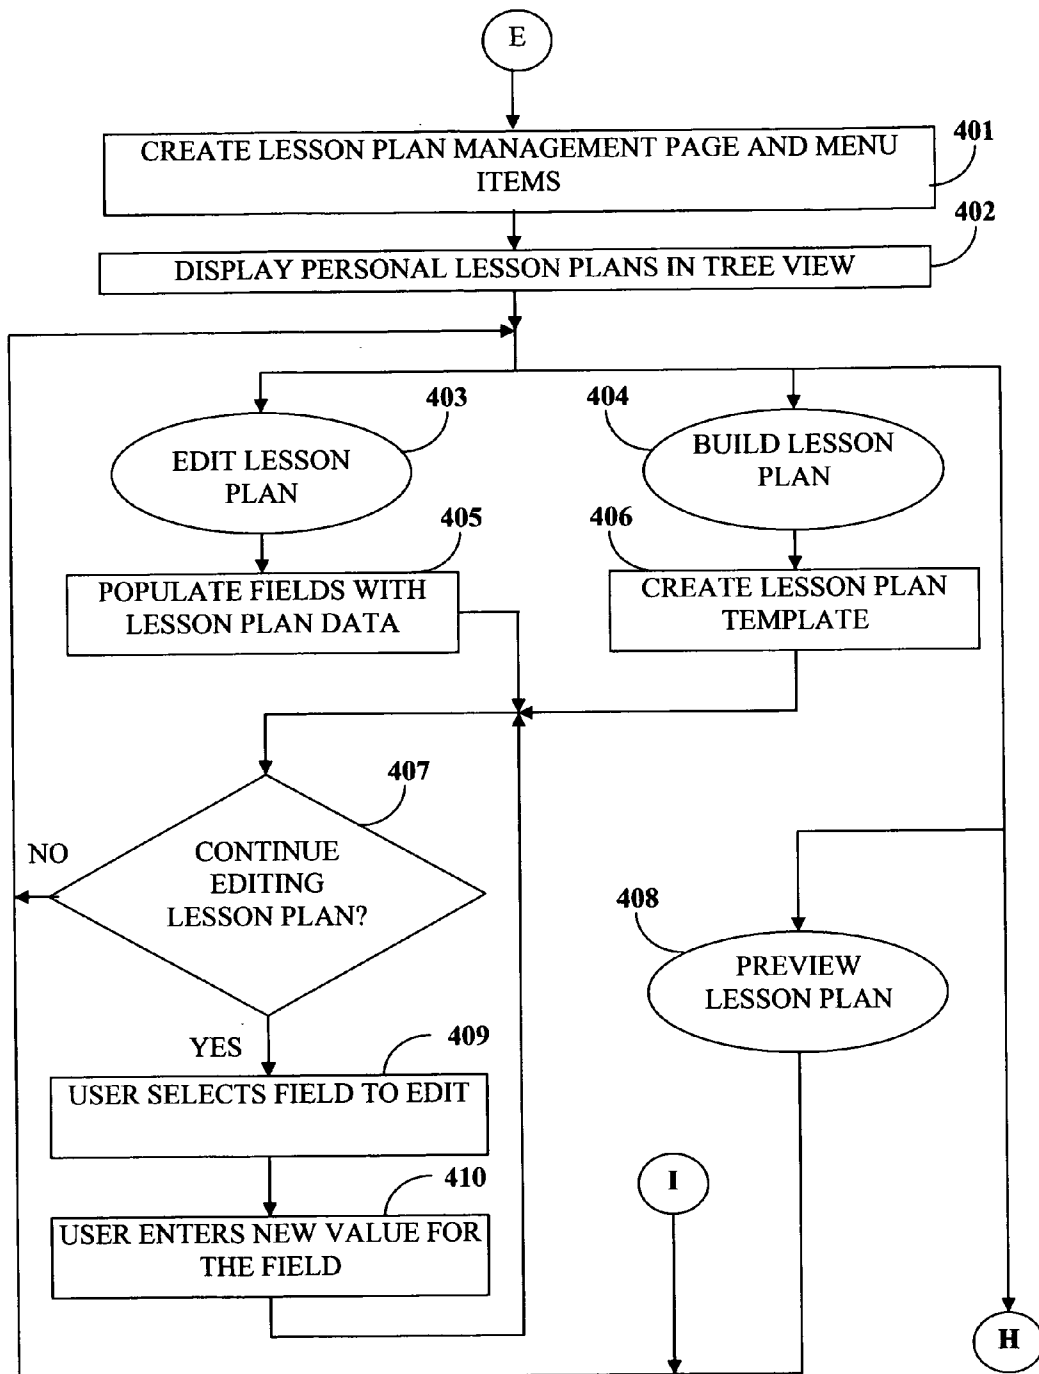 E
CREATE LESSON PLAN MANAGEMENT PAGE AND MENU
ITEMS
401
402
DISPLAY PERSONAL LESSON PLANS IN TREE VIEW
403
404
EDIT LESSON
PLAN
BUILD LESSON
PLAN
405
406
POPULATE FIELDS WITH
LESSON PLAN DATA
CREATE LESSON PLAN
TEMPLATE
407
NO
CONTINUE
EDITING
LESSON PLAN?
408
PREVIEW
LESSON PLAN
YES
409
USER SELECTS FIELD TO EDIT
410
I
USER ENTERS NEW VALUE FOR
THE FIELD
H